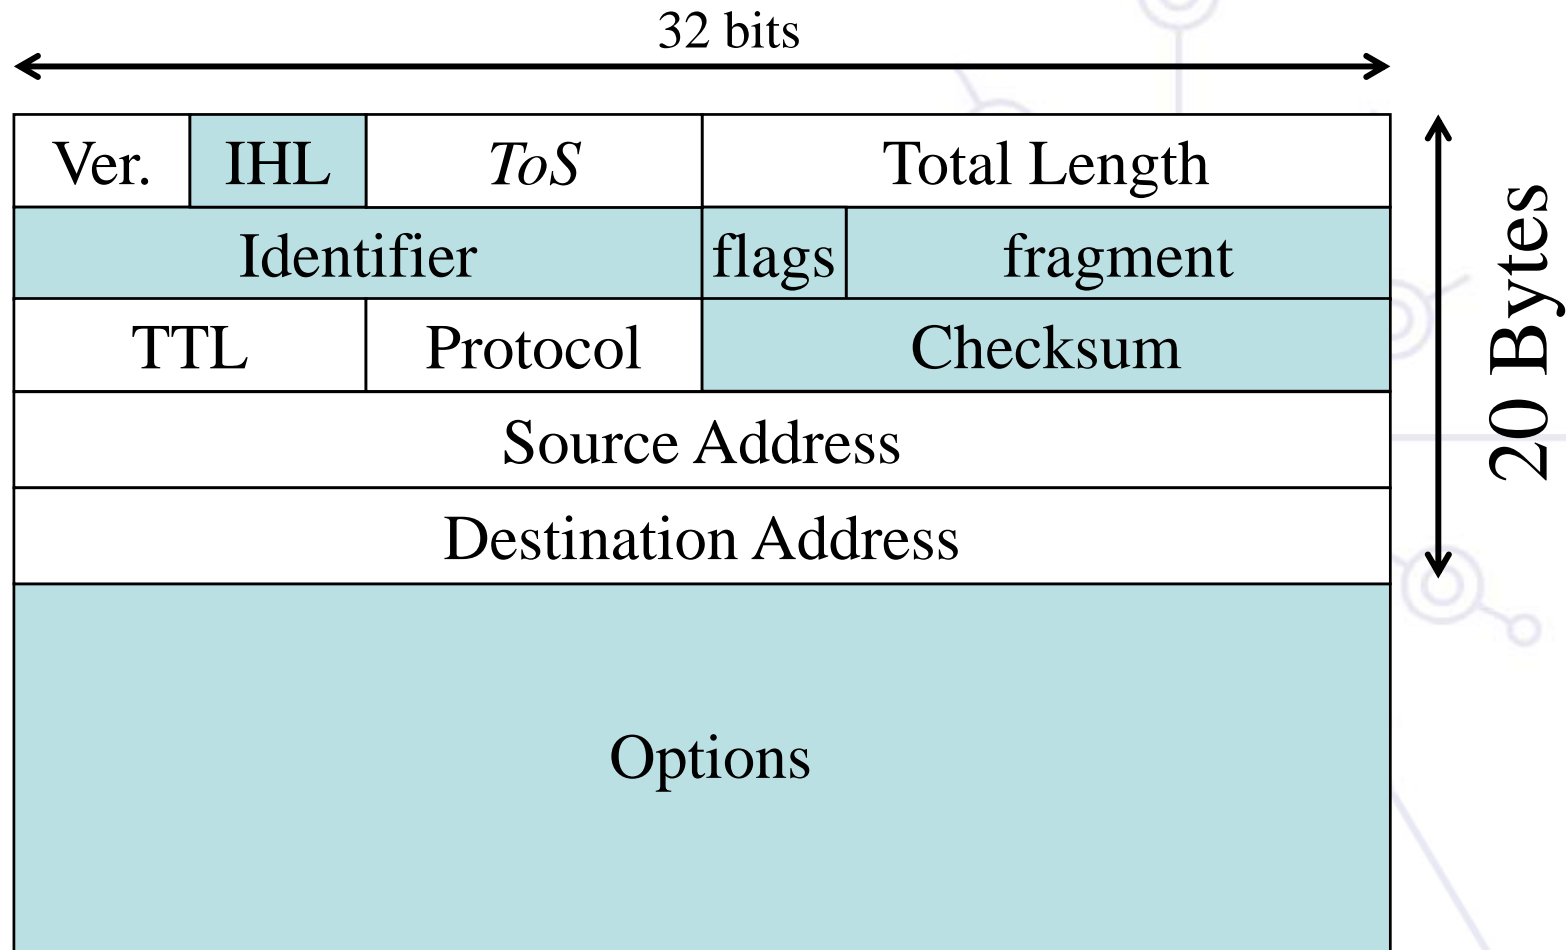 32 bits
Ver. IHL ToS Total Length
Identifier flags fragment
TTL Protocol Checksum
Source Address
Destination Address
20 Bytes
Options